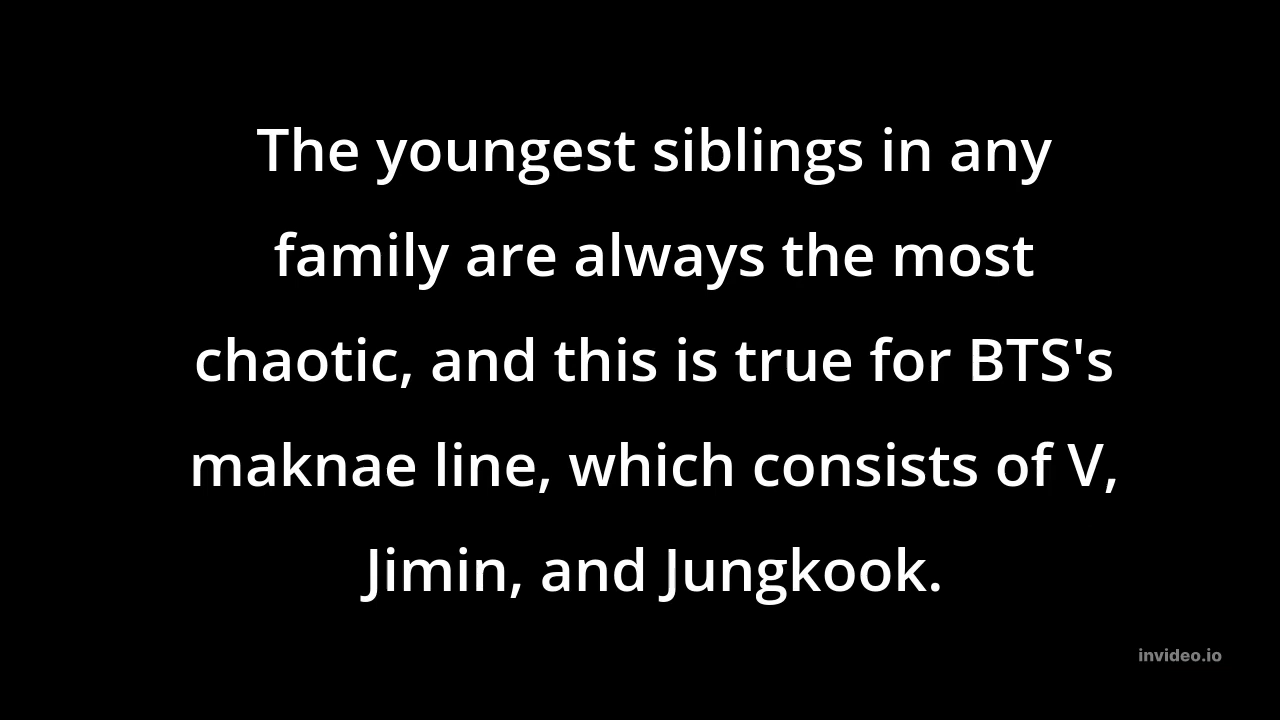 The youngest siblings in any
family are always the most
chaotic, and this is true for BTS's
maknae line, which consists of V,
Jimin, and Jungkook.
invideo.io